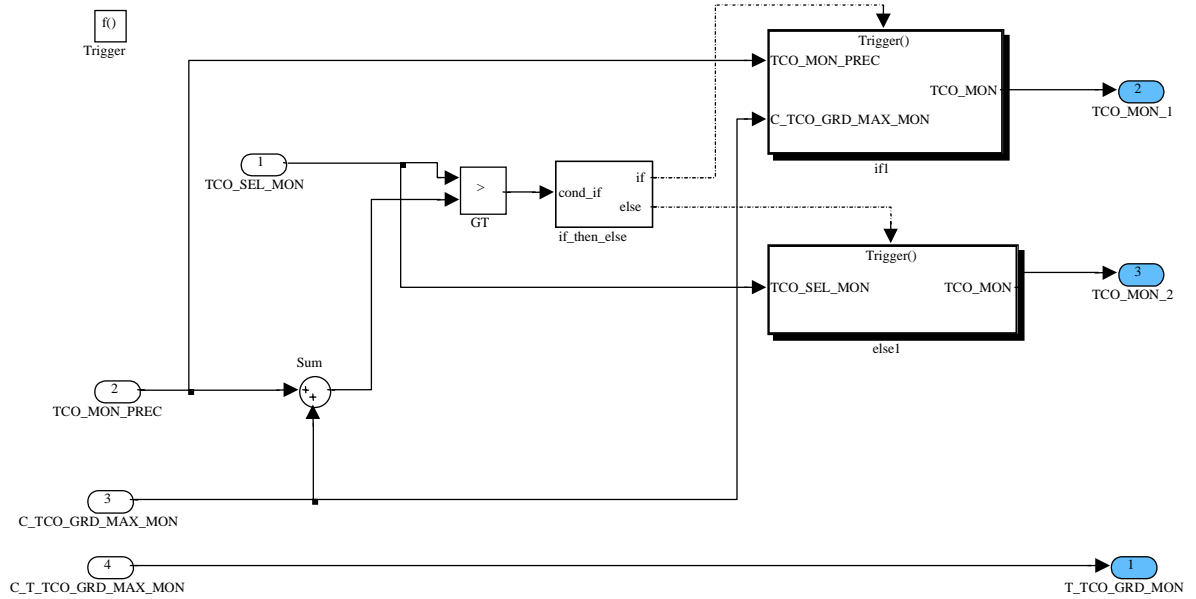 f()
Trigger
Trigger()
TCO_MON_PREC
TCO_MON
C_TCO_GRD_MAX_MON
if1
2
TCO_MON_1
1
TCO_SEL_MON
>
GT
cond_if
if
else
if_then_else
Trigger()
TCO_SEL_MON
TCO_MON
else1
3
TCO_MON_2
Sum
+
+
2
TCO_MON_PREC
3
C_TCO_GRD_MAX_MON
4
C_T_TCO_GRD_MAX_MON
1
T_TCO_GRD_MON